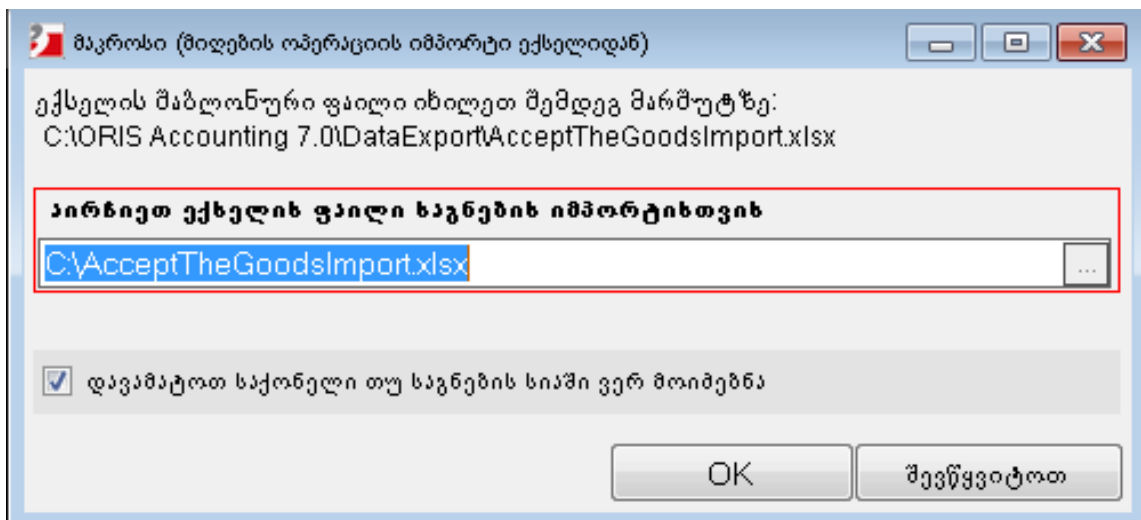 მაკროსი (მიღების ოპერაციის იმპორტი ექსელიდან)
ექსელის შაბლონური ფაილი იხილეთ შემდეგ მარშუტზე:
C:\ORIS Accounting 7.0\DataExport\AcceptTheGoodsImport.xlsx
აირჩიეთ ექსელის ფაილი საგნების იმპორტისთვის
C:\AcceptTheGoodsImport.xlsx
...
დავამატოთ საქონელი თუ საგნების სიაში ვერ მოიძებნა
OK
შევწყვიტოთ